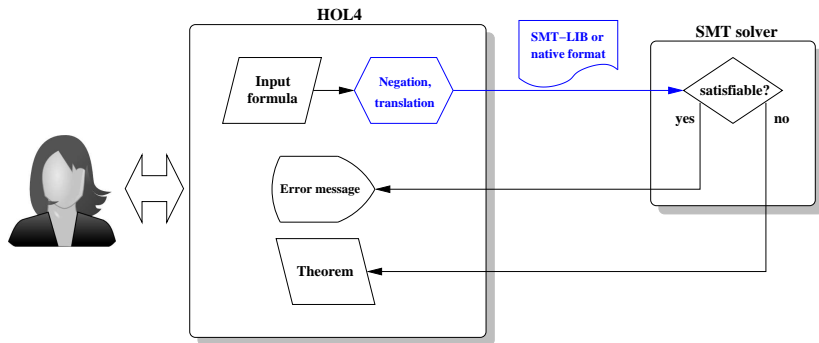 HOL4
SMT−LIB or
native format
SMT solver
Input
formula
Negation,
translation
satisfiable?
yes
no
Error message
Theorem